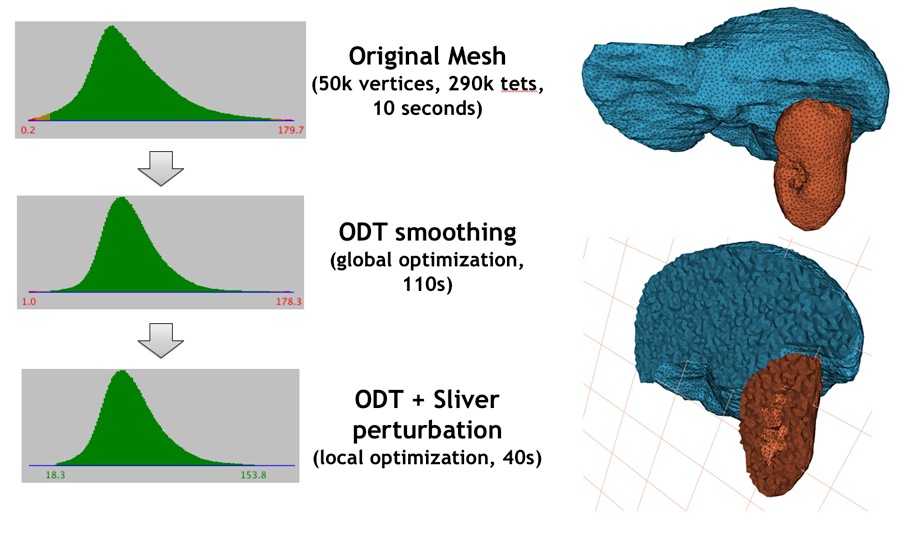 Original Mesh
(50k vertices, 290k tets,
10 seconds)
0.2 179.7
ODT smoothing
(global optimization,
110s)
1.0 178.3
ODT + Sliver
perturbation
(local optimization, 40s)
18.3 153.8